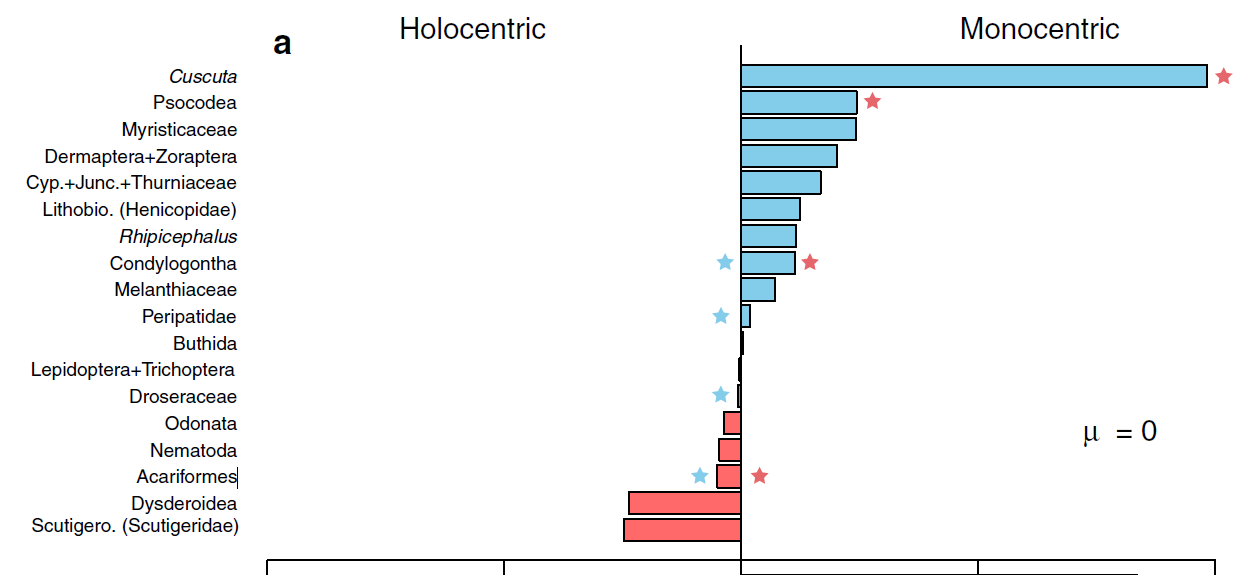 Holocentric
Monocentric
a
Cuscuta
Psocodea
Myristicaceae
Dermaptera+Zoraptera
Cyp.+Junc.+Thurniaceae
Lithobio. (Henicopidae)
Rhipicephalus
Condylogontha
Melanthiaceae
Peripatidae
Buthida
Lepidoptera+Trichoptera
Droseraceae
Odonata
μ = 0
Nematoda
Acariformes
Dysderoidea
Scutigero. (Scutigeridae)